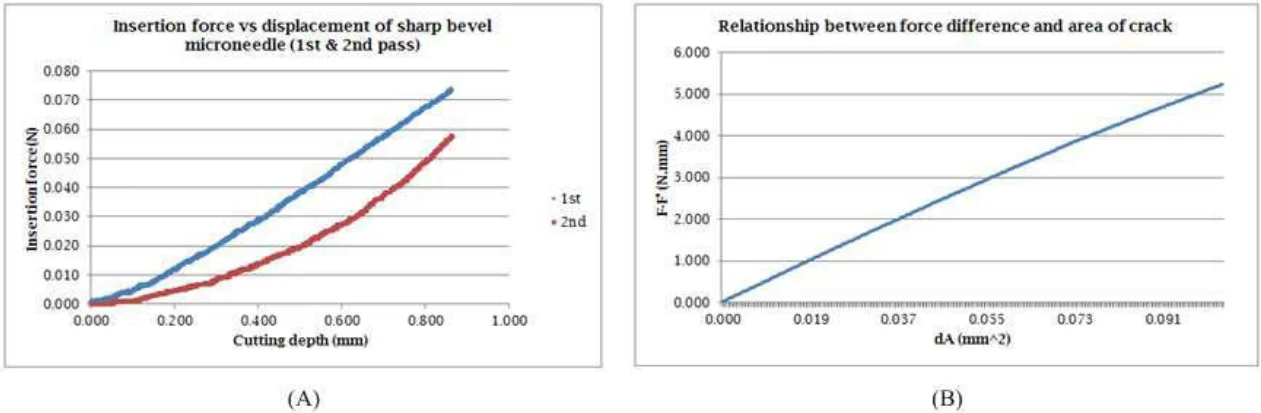 Insertion force vs displacement of sharp bevel
microneedle (1st & 2nd pass)
Insertion force(N)
0.080
0.070
0.060
0.050
0.040
0.030
0.020
0.010
0.000
0.000 0.200 0.400 0.600 0.800 1.000
Cutting depth (mm)
1st
2nd
(A)
Relationship between force difference and area of crack
F-F' (N.mm)
6.000
5.000
4.000
3.000
2.000
1.000
0.000
0.000 0.019 0.037 0.055 0.073 0.091
dA (mm^2)
(B)